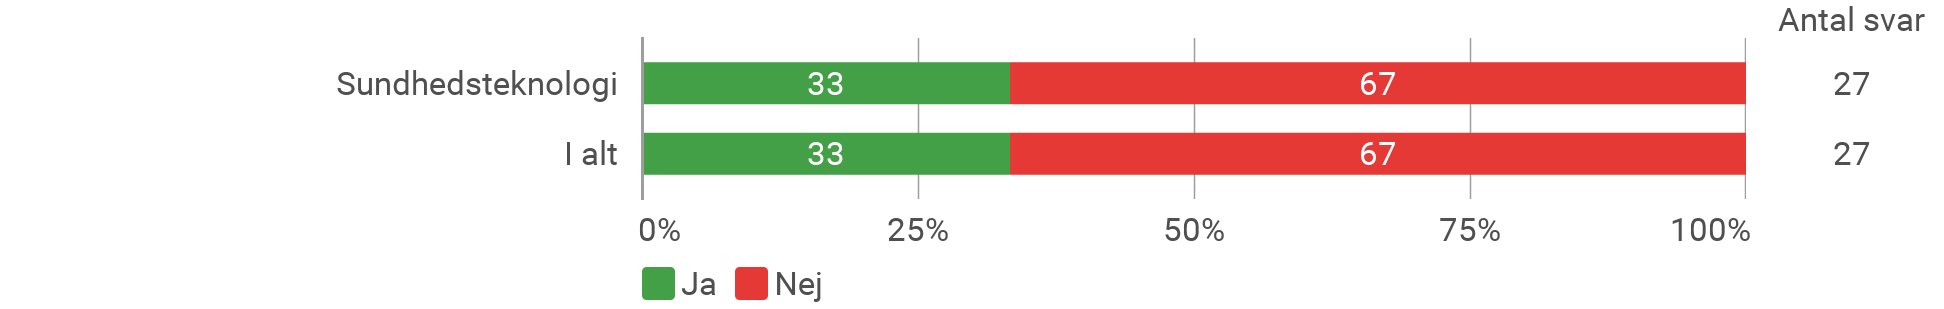 Antal svar
Sundhedsteknologi 33 67 27
I alt 33 67 27
0% 25% 50% 75% 100%
Ja Nej